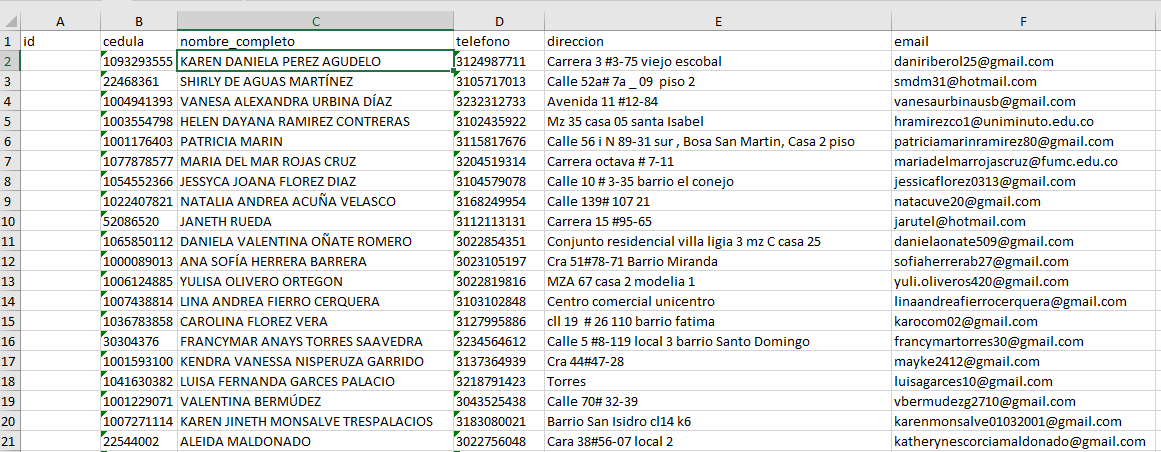 A B C D E F
1 id cedula nombre_completo telefono direccion email
2 1093293555 KAREN DANIELA PEREZ AGUDELO 3124987711 Carrera 3 #3-75 viejo escobal daniriberol25@gmail.com
3 22468361 SHIRLY DE AGUAS MARTÍNEZ 3105717013 Calle 52a# 7a _ 09 piso 2 smdm31@hotmail.com
4 1004941393 VANESA ALEXANDRA URBINA DÍAZ 3232312733 Avenida 11 #12-84 vanesaurbinausb@gmail.com
5 1003554798 HELEN DAYANA RAMIREZ CONTRERAS 3102435922 Mz 35 casa 05 santa Isabel hramirezco1@uniminuto.edu.co
6 1001176403 PATRICIA MARIN 3115817676 Calle 56 i N 89-31 sur , Bosa San Martin, Casa 2 piso patriciamarinramirez80@gmail.com
7 1077878577 MARIA DEL MAR ROJAS CRUZ 3204519314 Carrera octava # 7-11 mariadelmarrojascruz@fumc.edu.co
8 1054552366 JESSYCA JOANA FLOREZ DIAZ 3104579078 Calle 10 # 3-35 barrio el conejo jessicaflorez0313@gmail.com
9 1022407821 NATALIA ANDREA ACUÑA VELASCO 3168249954 Calle 139# 107 21 natacuve20@gmail.com
10 52086520 JANETH RUEDA 3112113131 Carrera 15 #95-65 jarutel@hotmail.com
11 1065850112 DANIELA VALENTINA OÑATE ROMERO 3022854351 Conjunto residencial villa ligia 3 mz C casa 25 danielaonate509@gmail.com
12 1000089013 ANA SOFÍA HERRERA BARRERA 3023105197 Cra 51#78-71 Barrio Miranda sofiaherrerab27@gmail.com
13 1006124885 YULISA OLIVERO ORTEGON 3022819816 MZA 67 casa 2 modelia 1 yuli.oliveros420@gmail.com
14 1007438814 LINA ANDREA FIERRO CERQUERA 3103102848 Centro comercial unicentro linaandreafierrocerquera@gmail.com
15 1036783858 CAROLINA FLOREZ VERA 3127995886 cll 19 # 26 110 barrio fatima karocom02@gmail.com
16 30304376 FRANCYMAR ANAYS TORRES SAAVEDRA 3234564612 Calle 5 #8-119 local 3 barrio Santo Domingo francymartorres30@gmail.com
17 1001593100 KENDRA VANESSA NISPERUZA GARRIDO 3137364939 Cra 44#47-28 mayke2412@gmail.com
18 1041630382 LUISA FERNANDA GARCES PALACIO 3218791423 Torres luisagarces10@gmail.com
19 1001229071 VALENTINA BERMÚDEZ 3043525438 Calle 70# 32-39 vbermudezg2710@gmail.com
20 1007271114 KAREN JINETH MONSALVE TRESPALACIOS 3183080021 Barrio San Isidro cl14 k6 karenmonsalve01032001@gmail.com
21 22544002 ALEIDA MALDONADO 3022756048 Cara 38#56-07 local 2 katherynescorciamaldonado@gmail.com